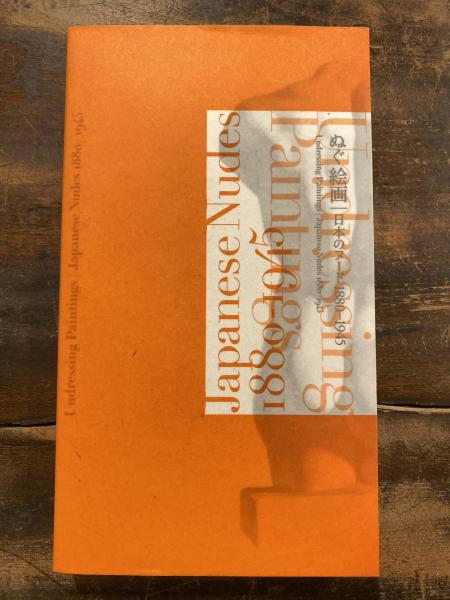 ぬぐ絵画|日本のヌード 1880-1945
Undressing Paintings: Japanese Nudes 1880-1945
Undressing
Paintings
Japanese Nudes
1880-1945
Undressing Paintings Japanese Nudes 1880-1945